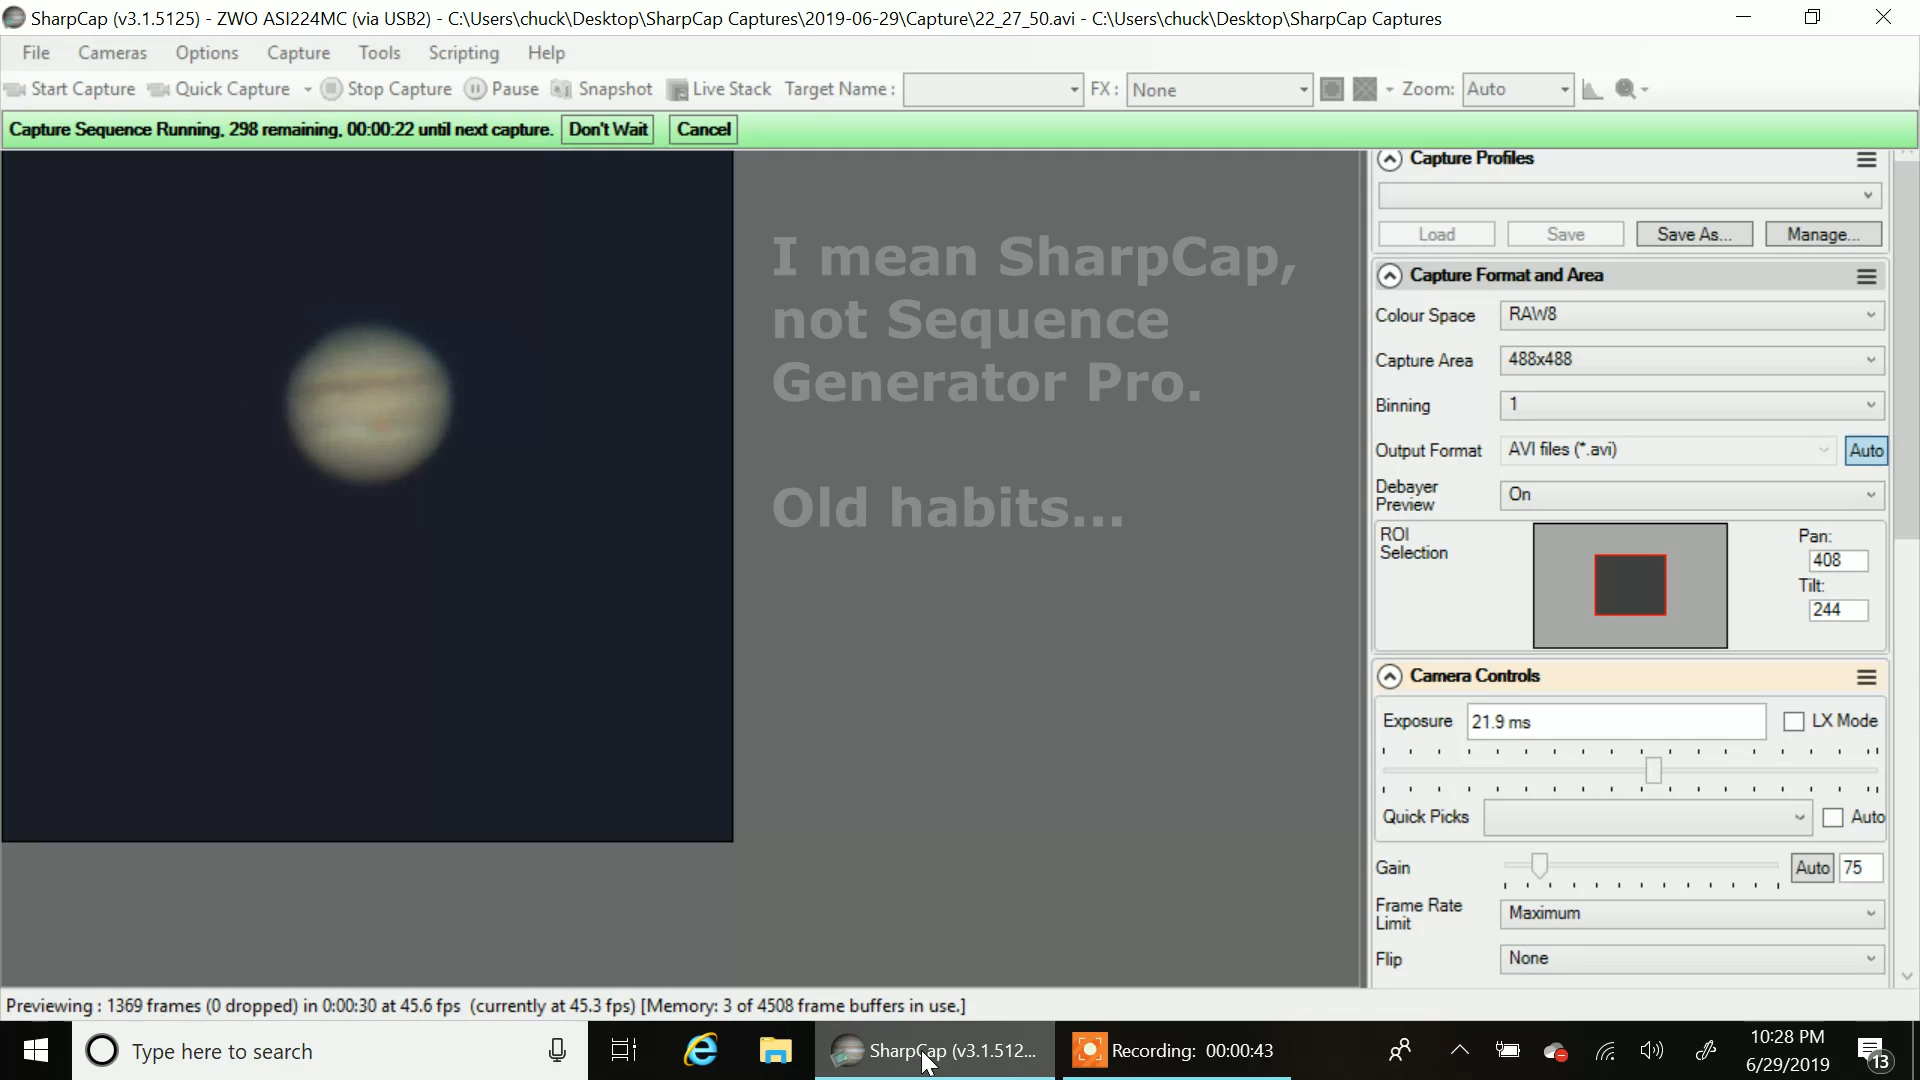 SharpCap (v3.1.5125) - ZWO ASI224MC (via USB2) - C:\Users\chuck\Desktop\SharpCap Captures\2019-06-29\Capture\22_27_50.avi - C:\Users\chuck\Desktop\SharpCap Captures
File Cameras Options Capture Tools Scripting Help
Start Capture Quick Capture Stop Capture Pause Snapshot Live Stack Target Name : FX : None Zoom: Auto
Capture Sequence Running, 298 remaining, 00:00:22 until next capture. Don't Wait Cancel
I mean SharpCap,
not Sequence
Generator Pro.
Old habits...
Capture Profiles
Load Save Save As... Manage...
Capture Format and Area
Colour Space RAW8
Capture Area 488x488
Binning 1
Output Format AVI files (*.avi) Auto
Debayer
Preview On
ROI
Selection
Pan:
408
Tilt:
244
Camera Controls
Exposure 21.9 ms LX Mode
Quick Picks Auto
Gain Auto 75
Frame Rate
Limit Maximum
Flip None
Previewing : 1369 frames (0 dropped) in 0:00:30 at 45.6 fps (currently at 45.3 fps) [Memory: 3 of 4508 frame buffers in use.]
Type here to search
SharpCap (v3.1.512...
Recording: 00:00:43
10:28 PM
6/29/2019
13